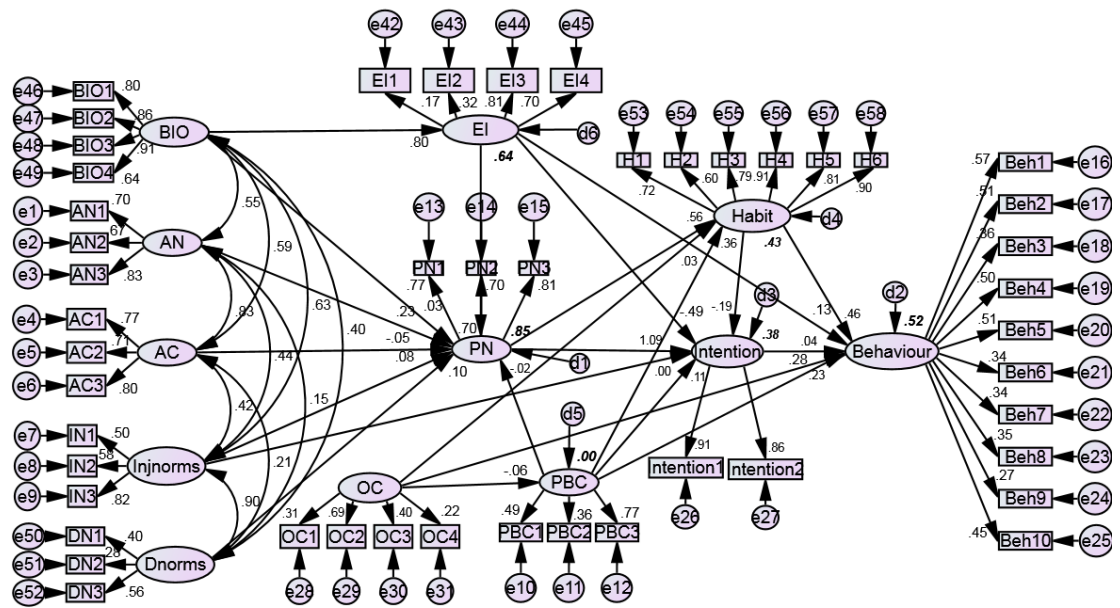 e42 e43 e44 e45
EI1 EI2 EI3 EI4
.17 .32 .81 .70
e46 BIO1 .80
e47 BIO2 .86
e48 BIO3 .91
e49 BIO4 .64
BIO
.80
EI
.64
d6
e53 e54 e55 e56 e57 e58
H1 H2 H3 H4 H5 H6
.72 .60 .79 .91 .81 .90
Habit
.43
d4
e1 AN1 .70
e2 AN2 .67
e3 AN3 .83
AN
.55 .59 .63 .40
e13 e14 e15
PN1 PN2 PN3
.77 .03 .70 .81
.56 .36 .03
e4 AC1 .77
e5 AC2 .71
e6 AC3 .80
AC
.83 .44 .15
.23 -.05 .08 .10
.70 .85
PN
d1
-.02
1.09 .00 .11
-.49 -.19
d3
.38
ntention
.04 .28 .23
.13 .46
d2
.52
Behaviour
e7 IN1 .50
e8 IN2 .58
e9 IN3 .82
Injnorms
.42 .21 .90
e50 DN1 .40
e51 DN2 .28
e52 DN3 .56
Dnorms
OC
-.06
d5
.00
PBC
.31 .69 .40 .22
OC1 OC2 OC3 OC4
e28 e29 e30 e31
.49 .36 .77
PBC1 PBC2 PBC3
e10 e11 e12
.91 .86
ntention1 ntention2
e26 e27
.57 Beh1 e16
.51 Beh2 e17
.36 Beh3 e18
.50 Beh4 e19
.51 Beh5 e20
.34 Beh6 e21
.34 Beh7 e22
.35 Beh8 e23
.27 Beh9 e24
.45 Beh10 e25